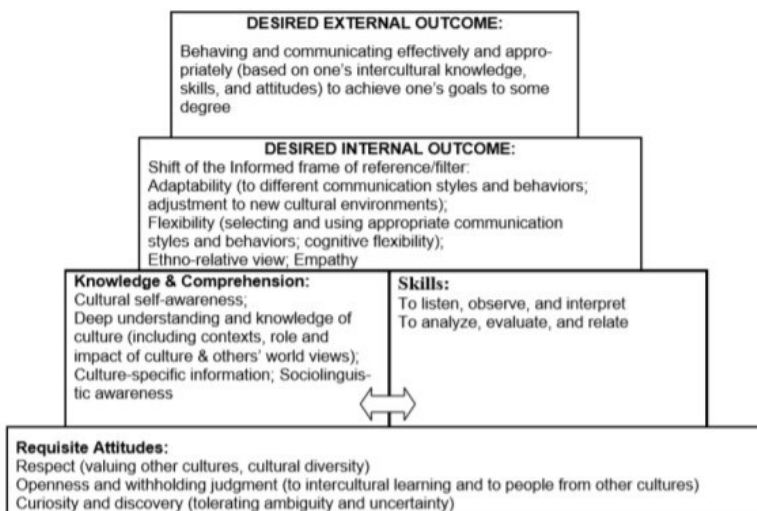 DESIRED EXTERNAL OUTCOME:
Behaving and communicating effectively and appro-
priately (based on one's intercultural knowledge,
skills, and attitudes) to achieve one's goals to some
degree
DESIRED INTERNAL OUTCOME:
Shift of the Informed frame of reference/filter:
Adaptability (to different communication styles and behaviors;
adjustment to new cultural environments);
Flexibility (selecting and using appropriate communication
styles and behaviors; cognitive flexibility);
Ethno-relative view; Empathy
Knowledge & Comprehension:
Cultural self-awareness;
Deep understanding and knowledge of
culture (including contexts, role and
impact of culture & others' world views);
Culture-specific information; Sociolinguis-
tic awareness
Skills:
To listen, observe, and interpret
To analyze, evaluate, and relate
Requisite Attitudes:
Respect (valuing other cultures, cultural diversity)
Openness and withholding judgment (to intercultural learning and to people from other cultures)
Curiosity and discovery (tolerating ambiguity and uncertainty)